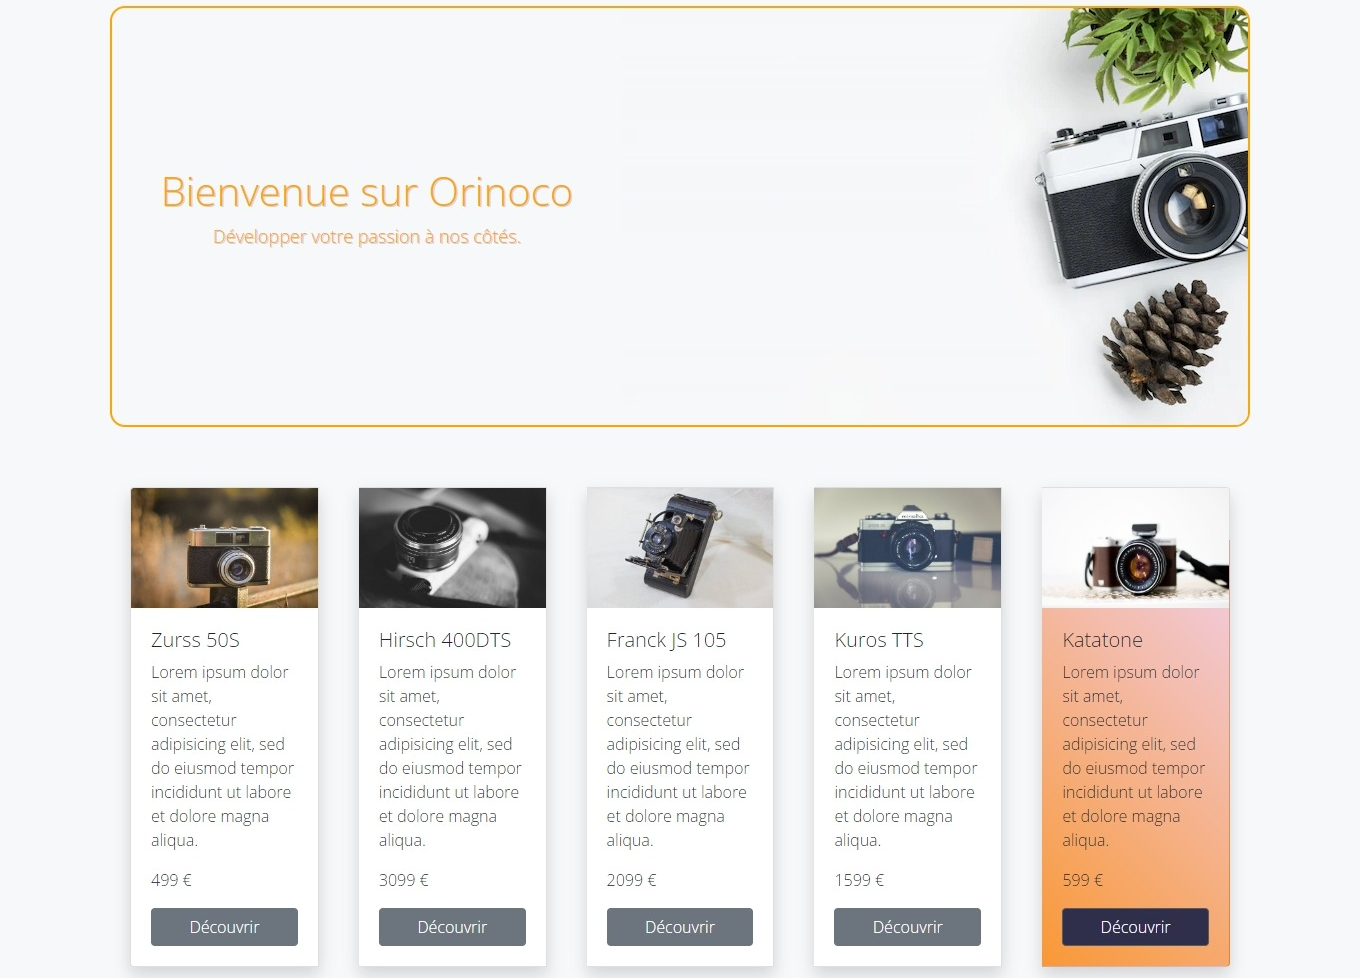 Bienvenue sur Orinoco
Développer votre passion à nos côtés.
Zurss 50S
Lorem ipsum dolor
sit amet,
consectetur
adipisicing elit, sed
do eiusmod tempor
incididunt ut labore
et dolore magna
aliqua.
499 €
Découvrir
Hirsch 400DTS
Lorem ipsum dolor
sit amet,
consectetur
adipisicing elit, sed
do eiusmod tempor
incididunt ut labore
et dolore magna
aliqua.
3099 €
Découvrir
Franck JS 105
Lorem ipsum dolor
sit amet,
consectetur
adipisicing elit, sed
do eiusmod tempor
incididunt ut labore
et dolore magna
aliqua.
2099 €
Découvrir
minolta
Kuros TTS
Lorem ipsum dolor
sit amet,
consectetur
adipisicing elit, sed
do eiusmod tempor
incididunt ut labore
et dolore magna
aliqua.
1599 €
Découvrir
Katatone
Lorem ipsum dolor
sit amet,
consectetur
adipisicing elit, sed
do eiusmod tempor
incididunt ut labore
et dolore magna
aliqua.
599 €
Découvrir